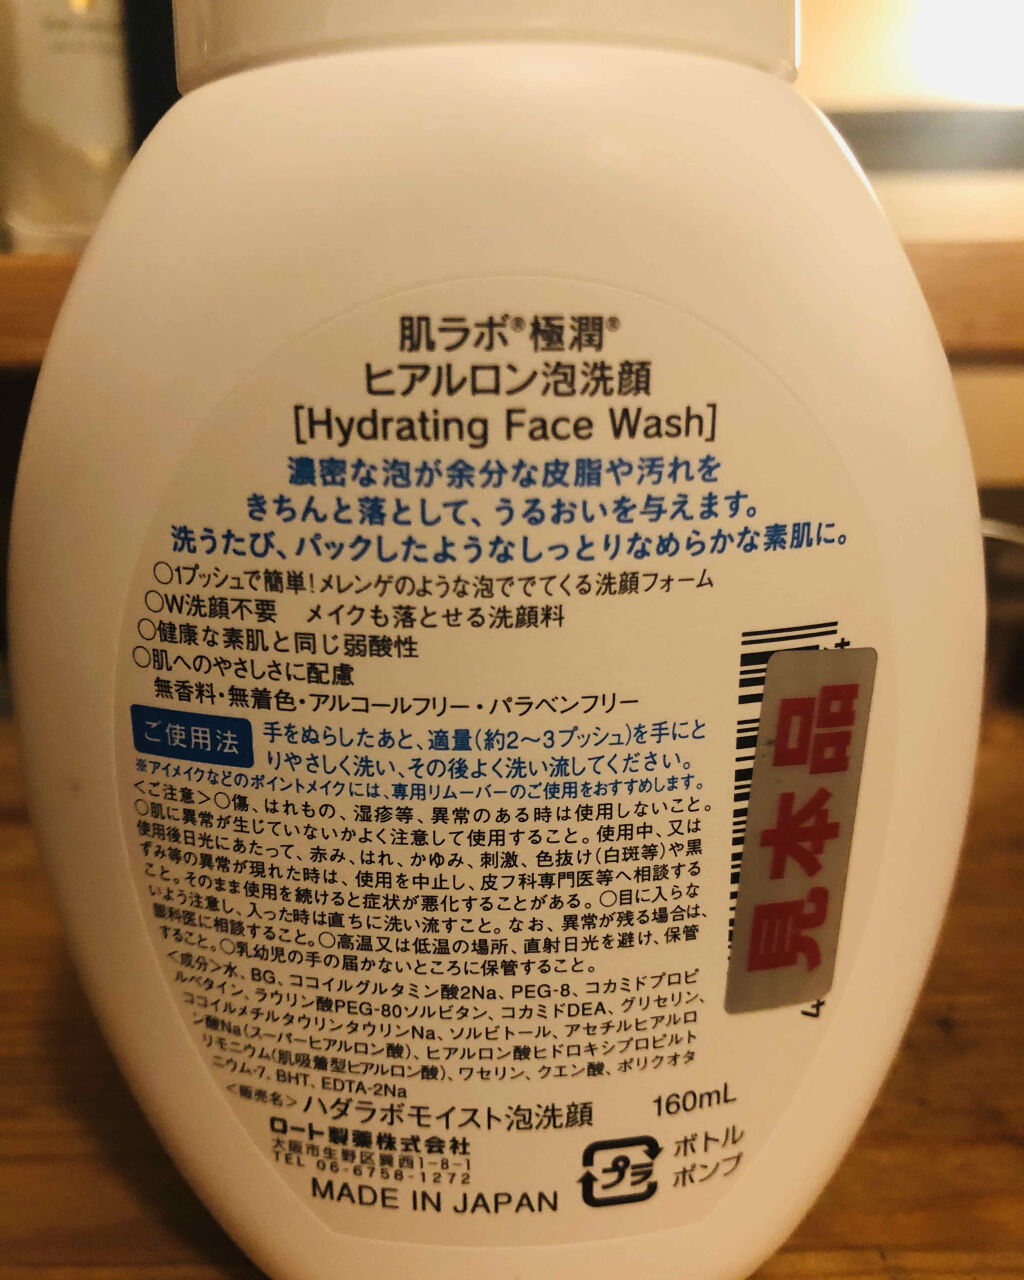 肌ラボ®極潤®
ヒアルロン泡洗顔
[Hydrating Face Wash]
濃密な泡が余分な皮脂や汚れを
きちんと落として、うるおいを与えます。
洗うたび、パックしたようなしっとりなめらかな素肌に。
○1プッシュで簡単!メレンゲのような泡ででてくる洗顔フォーム
○W洗顔不要 メイクも落とせる洗顔料
○健康な素肌と同じ弱酸性
○肌へのやさしさに配慮
無香料・無着色・アルコールフリー・パラベンフリー
ご使用法
手をぬらしたあと、適量(約2〜3プッシュ)を手にと
りやさしく洗い、その後よく洗い流してください。
※アイメイクなどのポイントメイクには、専用リムーバーのご使用をおすすめします。
<ご注意>○傷、はれもの、湿疹等、異常のある時は使用しないこと。
○肌に異常が生じていないかよく注意して使用すること。使用中、又は
使用後日光にあたって、赤み、はれ、かゆみ、刺激、色抜け(白斑等)や黒
ずみ等の異常が現れた時は、使用を中止し、皮フ科専門医等へ相談する
こと。そのまま使用を続けると症状が悪化することがある。○目に入らな
いよう注意し、入った時は直ちに洗い流すこと。なお、異常が残る場合は、
眼科医に相談すること。○高温又は低温の場所、直射日光を避け、保管
すること。○乳幼児の手の届かないところに保管すること。
<成分>水、BG、ココイルグルタミン酸2Na、PEG-8、コカミドプロピ
ルベタイン、ラウリン酸PEG-80ソルビタン、コカミドDEA、グリセリン、
ココイルメチルタウリンタウリンNa、ソルビトール、アセチルヒアルロ
ン酸Na(スーパーヒアルロン酸)、ヒアルロン酸ヒドロキシプロピルト
リモニウム(肌吸着型ヒアルロン酸)、ワセリン、クエン酸、ポリクオタ
ニウム-7、BHT、EDTA-2Na
<販売名>ハダラボモイスト泡洗顔 160mL
ロート製薬株式会社
大阪市生野区巽西1-8-1
TEL 06-6758-1272
MADE IN JAPAN
プラ
ボトル
ポンプ
見本品
4